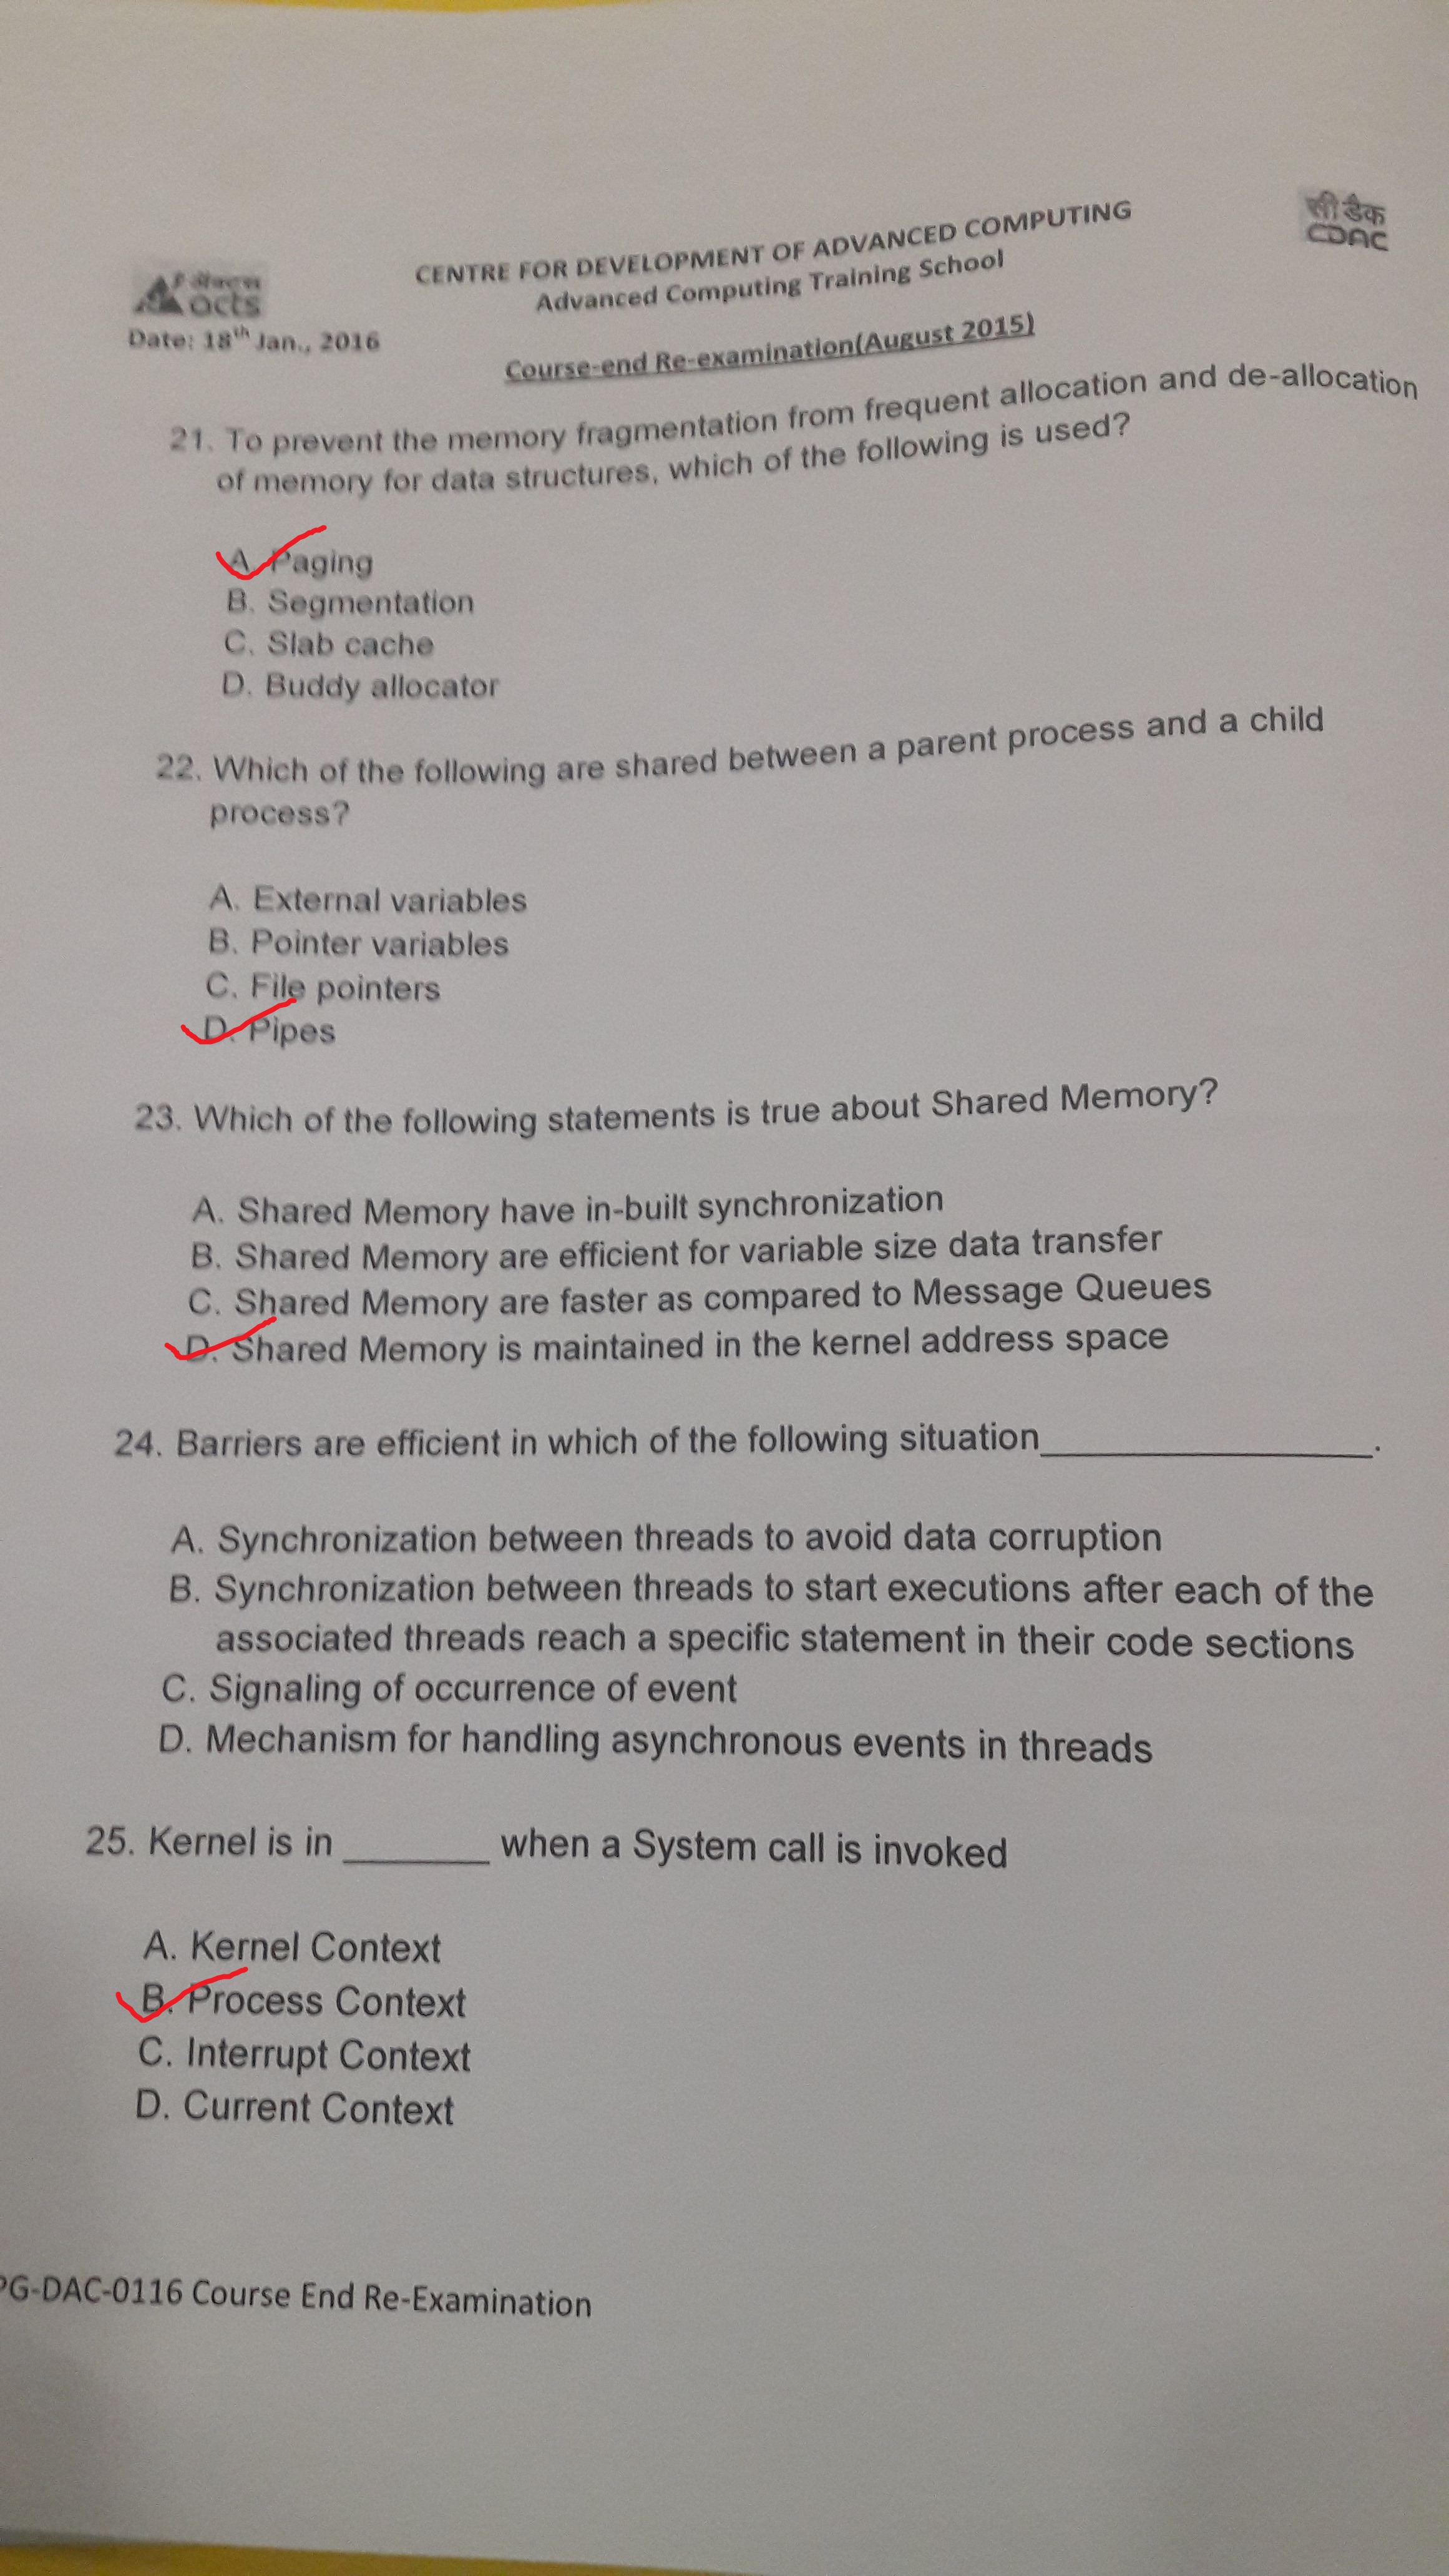 ACTS
CENTRE FOR DEVELOPMENT OF ADVANCED COMPUTING
Advanced Computing Training School
Date: 18th Jan., 2016
Course-end Re-examination(August 2015)
सी डैक
CDAC
21. To prevent the memory fragmentation from frequent allocation and de-allocation
of memory for data structures, which of the following is used?
A. Paging
B. Segmentation
C. Slab cache
D. Buddy allocator
22. Which of the following are shared between a parent process and a child
process?
A. External variables
B. Pointer variables
C. File pointers
D. Pipes
23. Which of the following statements is true about Shared Memory?
A. Shared Memory have in-built synchronization
B. Shared Memory are efficient for variable size data transfer
C. Shared Memory are faster as compared to Message Queues
D. Shared Memory is maintained in the kernel address space
24. Barriers are efficient in which of the following situation____________________.
A. Synchronization between threads to avoid data corruption
B. Synchronization between threads to start executions after each of the
associated threads reach a specific statement in their code sections
C. Signaling of occurrence of event
D. Mechanism for handling asynchronous events in threads
25. Kernel is in _________ when a System call is invoked
A. Kernel Context
B. Process Context
C. Interrupt Context
D. Current Context
PG-DAC-0116 Course End Re-Examination